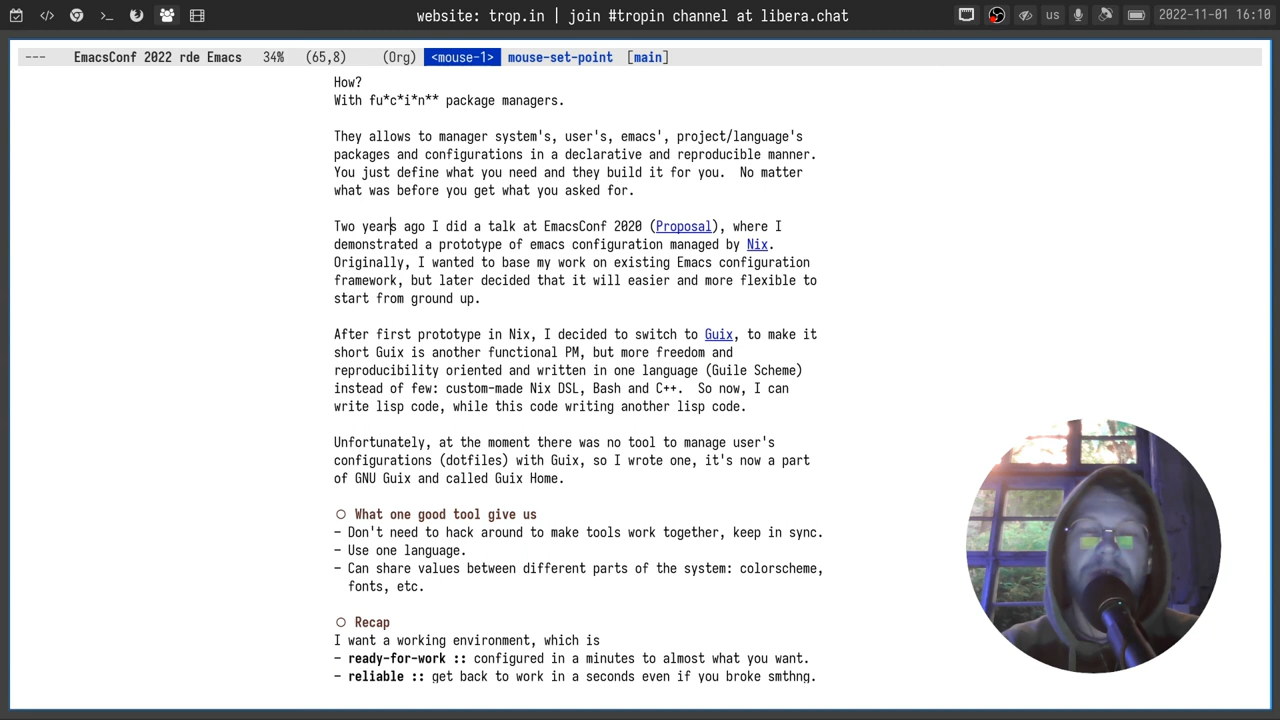 website: trop.in | join #tropin channel at libera.chat
us
2022-11-01 16:10
--- EmacsConf 2022 rde Emacs 34% (65,8) (Org) <mouse-1> mouse-set-point [main]
How?
With fu*c*i*n** package managers.
They allows to manager system's, user's, emacs', project/language's
packages and configurations in a declarative and reproducible manner.
You just define what you need and they build it for you.  No matter
what was before you get what you asked for.
Two years ago I did a talk at EmacsConf 2020 (Proposal), where I
demonstrated a prototype of emacs configuration managed by Nix.
Originally, I wanted to base my work on existing Emacs configuration
framework, but later decided that it will easier and more flexible to
start from ground up.
After first prototype in Nix, I decided to switch to Guix, to make it
short Guix is another functional PM, but more freedom and
reproducibility oriented and written in one language (Guile Scheme)
instead of few: custom-made Nix DSL, Bash and C++.  So now, I can
write lisp code, while this code writing another lisp code.
Unfortunately, at the moment there was no tool to manage user's
configurations (dotfiles) with Guix, so I wrote one, it's now a part
of GNU Guix and called Guix Home.
○ What one good tool give us
- Don't need to hack around to make tools work together, keep in sync.
- Use one language.
- Can share values between different parts of the system: colorscheme,
fonts, etc.
○ Recap
I want a working environment, which is
- ready-for-work :: configured in a minutes to almost what you want.
- reliable :: get back to work in a seconds even if you broke smthng.